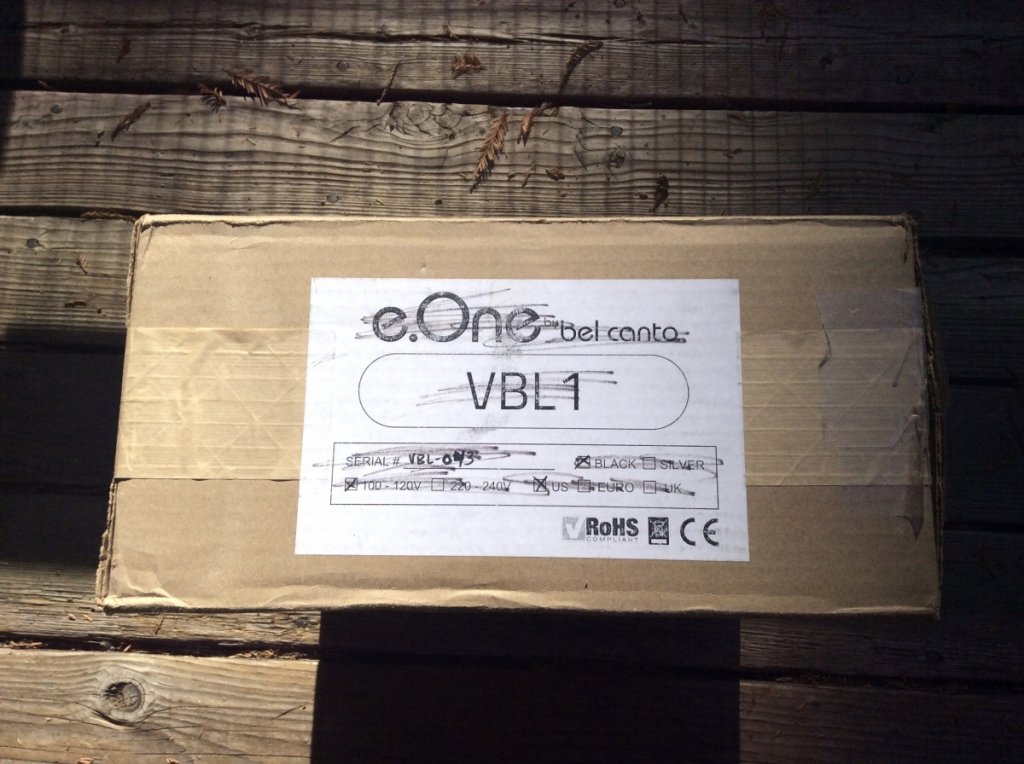 e.One by bel canto
VBL1
SERIAL # VBL-043 BLACK SILVER
100 - 120V 220 - 240V US EURO UK
RoHS CE
COMPLIANT